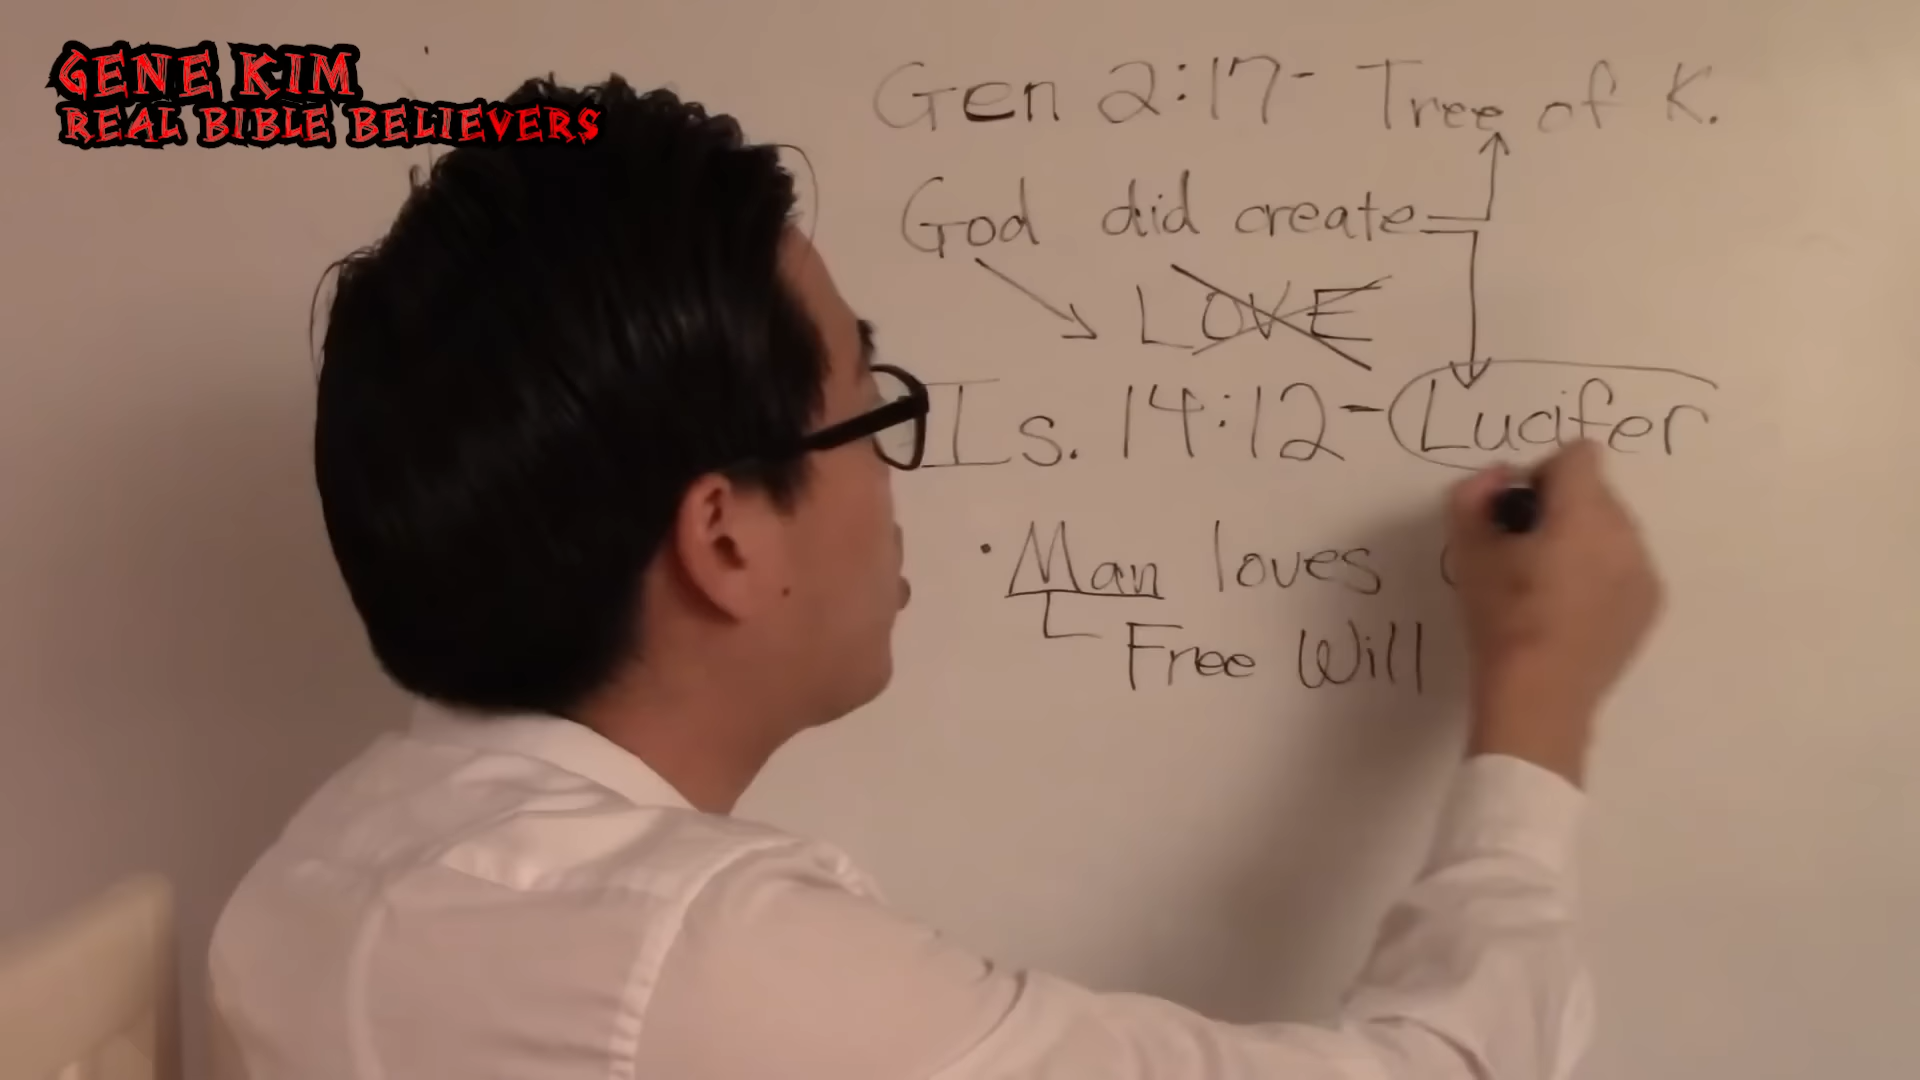 GENE KIM
REAL BIBLE BELIEVERS
Gen 2:17- Tree of K.
God did create
LOVE
Is. 14:12-Lucifer
• Man loves
Free Will